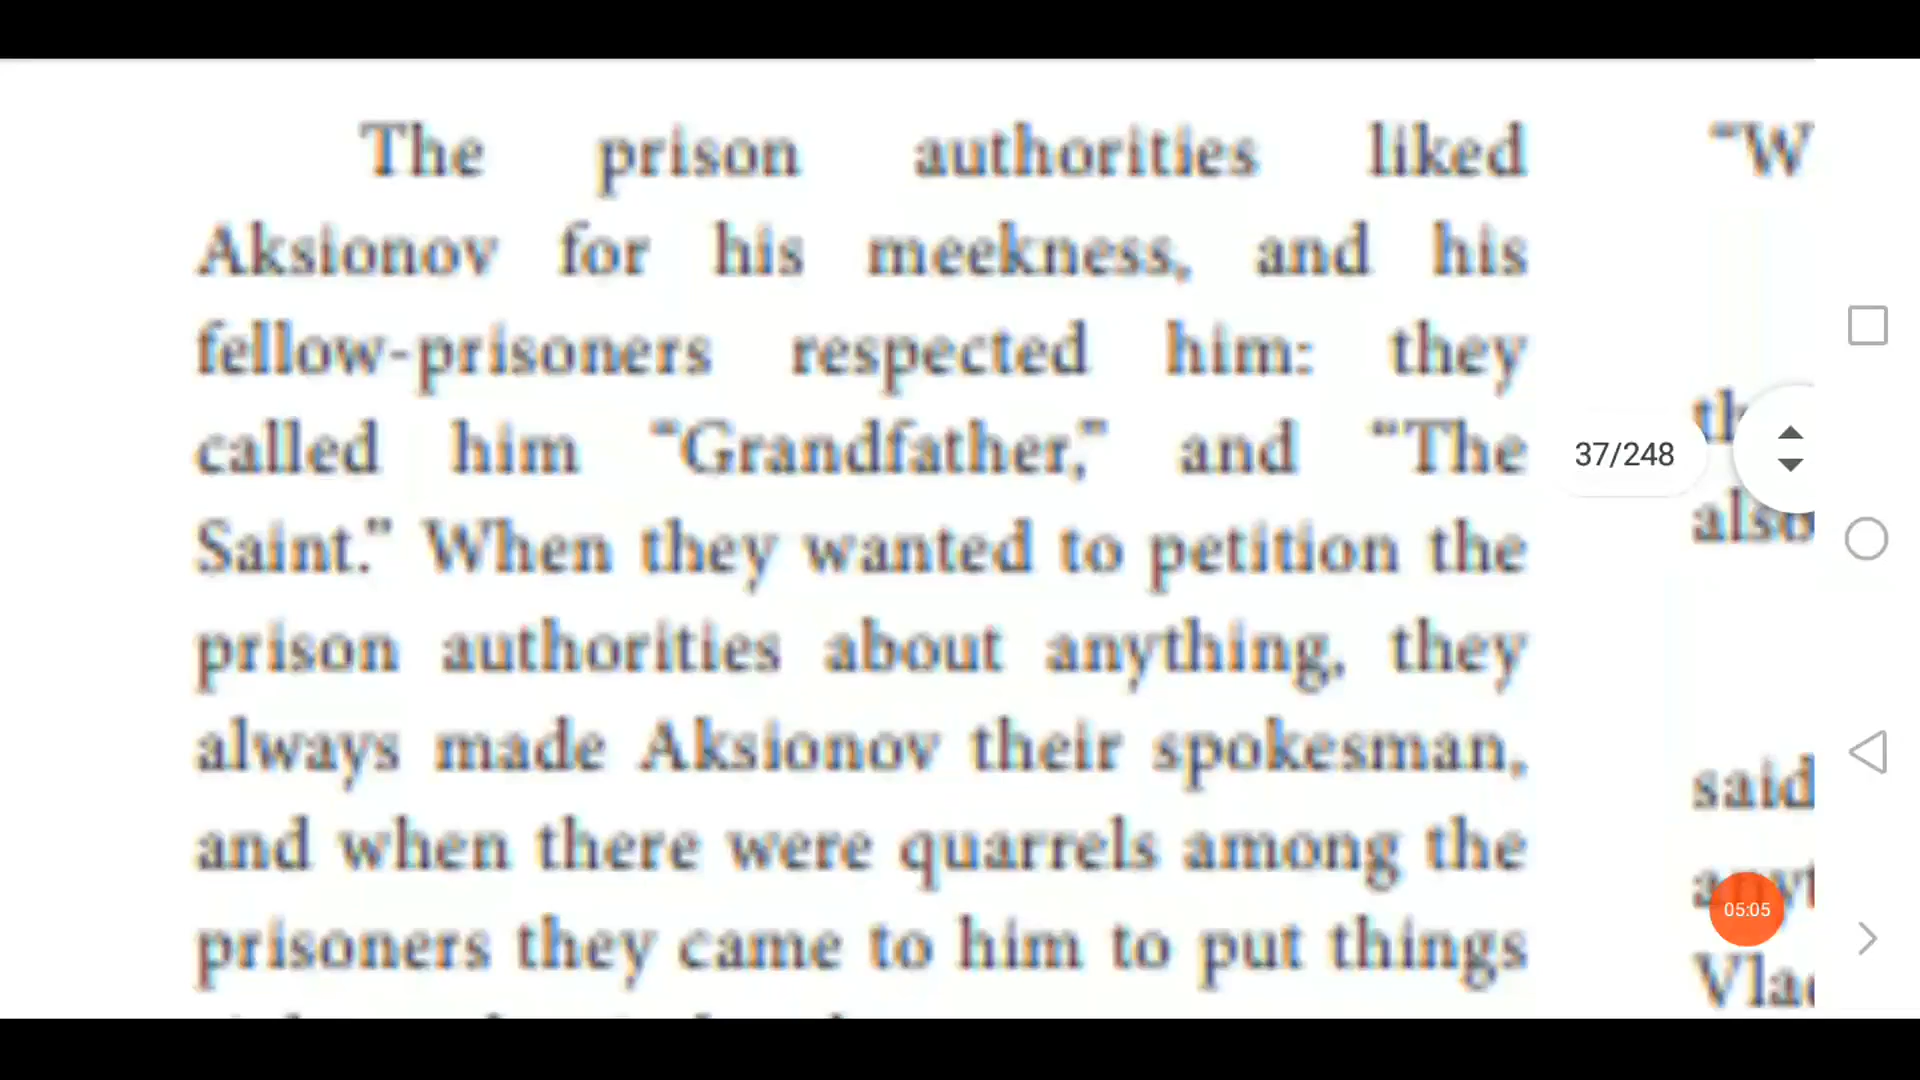 The prison authorities liked
Aksionov for his meekness, and his
fellow-prisoners respected him: they
called him “Grandfather,” and “The
Saint.” When they wanted to petition the
prison authorities about anything, they
always made Aksionov their spokesman,
and when there were quarrels among the
prisoners they came to him to put things
“W
also
said
37/248
05:05